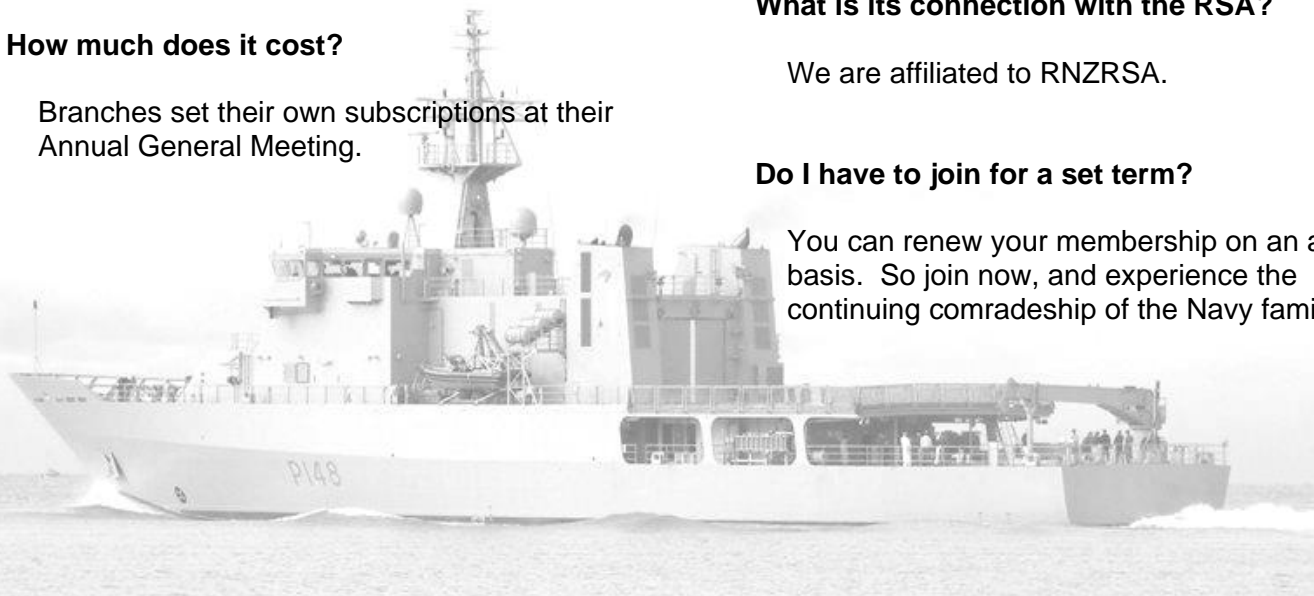 How much does it cost?
Branches set their own subscriptions at their
Annual General Meeting.
What is its connection with the RSA?
We are affiliated to RNZRSA.
Do I have to join for a set term?
You can renew your membership on an a
basis.  So join now, and experience the
continuing comradeship of the Navy fami
P148